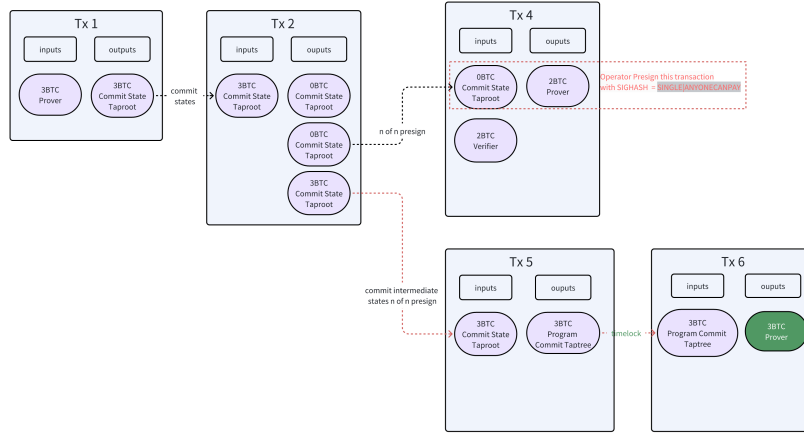 Tx 1
inputs
outputs
3BTC
Prover
3BTC
Commit State
Taproot
commit
states
Tx 2
inputs
ouputs
3BTC
Commit State
Taproot
0BTC
Commit State
Taproot
0BTC
Commit State
Taproot
3BTC
Commit State
Taproot
n of n presign
Tx 4
inputs
ouputs
0BTC
Commit State
Taproot
2BTC
Prover
2BTC
Verifier
Operator Presign this transaction
with SIGHASH = SINGLE|ANYONECANPAY
commit intermediate
states n of n presign
Tx 5
inputs
ouputs
3BTC
Commit State
Taproot
3BTC
Program
Commit Taptree
timelock
Tx 6
inputs
ouputs
3BTC
Program Commit
Taptree
3BTC
Prover